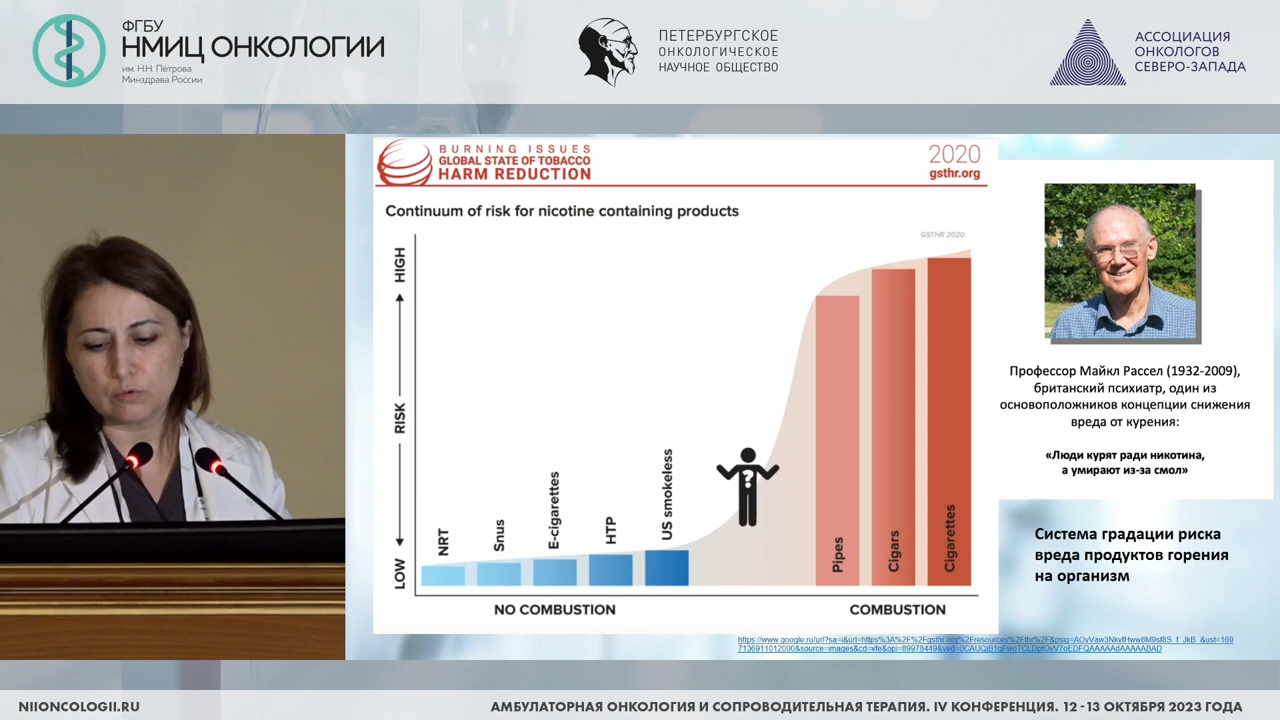 ФГБУ
НМИЦ ОНКОЛОГИИ
им. Н.Н. Петрова
Минздрава России
ПЕТЕРБУРГСКОЕ
ОНКОЛОГИЧЕСКОЕ
НАУЧНОЕ ОБЩЕСТВО
АССОЦИАЦИЯ
ОНКОЛОГОВ
СЕВЕРО-ЗАПАДА
BURNING ISSUES
GLOBAL STATE OF TOBACCO
HARM REDUCTION
2020
gsthr.org
Continuum of risk for nicotine containing products
GSTHR 2020
HIGH
RISK
LOW
NRT
Snus
E-cigarettes
HTP
US smokeless
?
Pipes
Cigars
Cigarettes
NO COMBUSTION
COMBUSTION
Профессор Майкл Рассел (1932-2009),
британский психиатр, один из
основоположников концепции снижения
вреда от курения:
«Люди курят ради никотина,
а умирают из-за смол»
Система градации риска
вреда продуктов горения
на организм
NIIONCOLOGII.RU
АМБУЛАТОРНАЯ ОНКОЛОГИЯ И СОПРОВОДИТЕЛЬНАЯ ТЕРАПИЯ. IV КОНФЕРЕНЦИЯ. 12 -13 ОКТЯБРЯ 2023 ГОДА